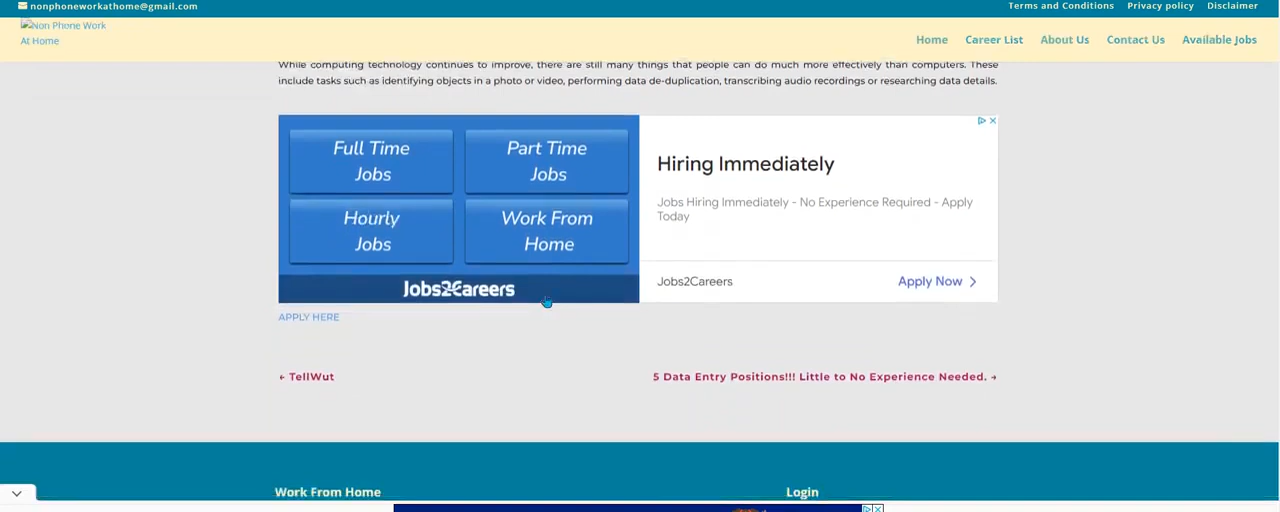 nonphoneworkathome@gmail.com
Terms and Conditions Privacy policy Disclaimer
Non Phone Work
At Home
Home Career List About Us Contact Us Available Jobs
While computing technology continues to improve, there are still many things that people can do much more effectively than computers. These
include tasks such as identifying objects in a photo or video, performing data de-duplication, transcribing audio recordings or researching data details.
Full Time
Jobs
Part Time
Jobs
Hourly
Jobs
Work From
Home
Jobs2Careers
Hiring Immediately
Jobs Hiring Immediately - No Experience Required - Apply
Today
Jobs2Careers
Apply Now
APPLY HERE
← TellWut
5 Data Entry Positions!!! Little to No Experience Needed. →
Work From Home
Login